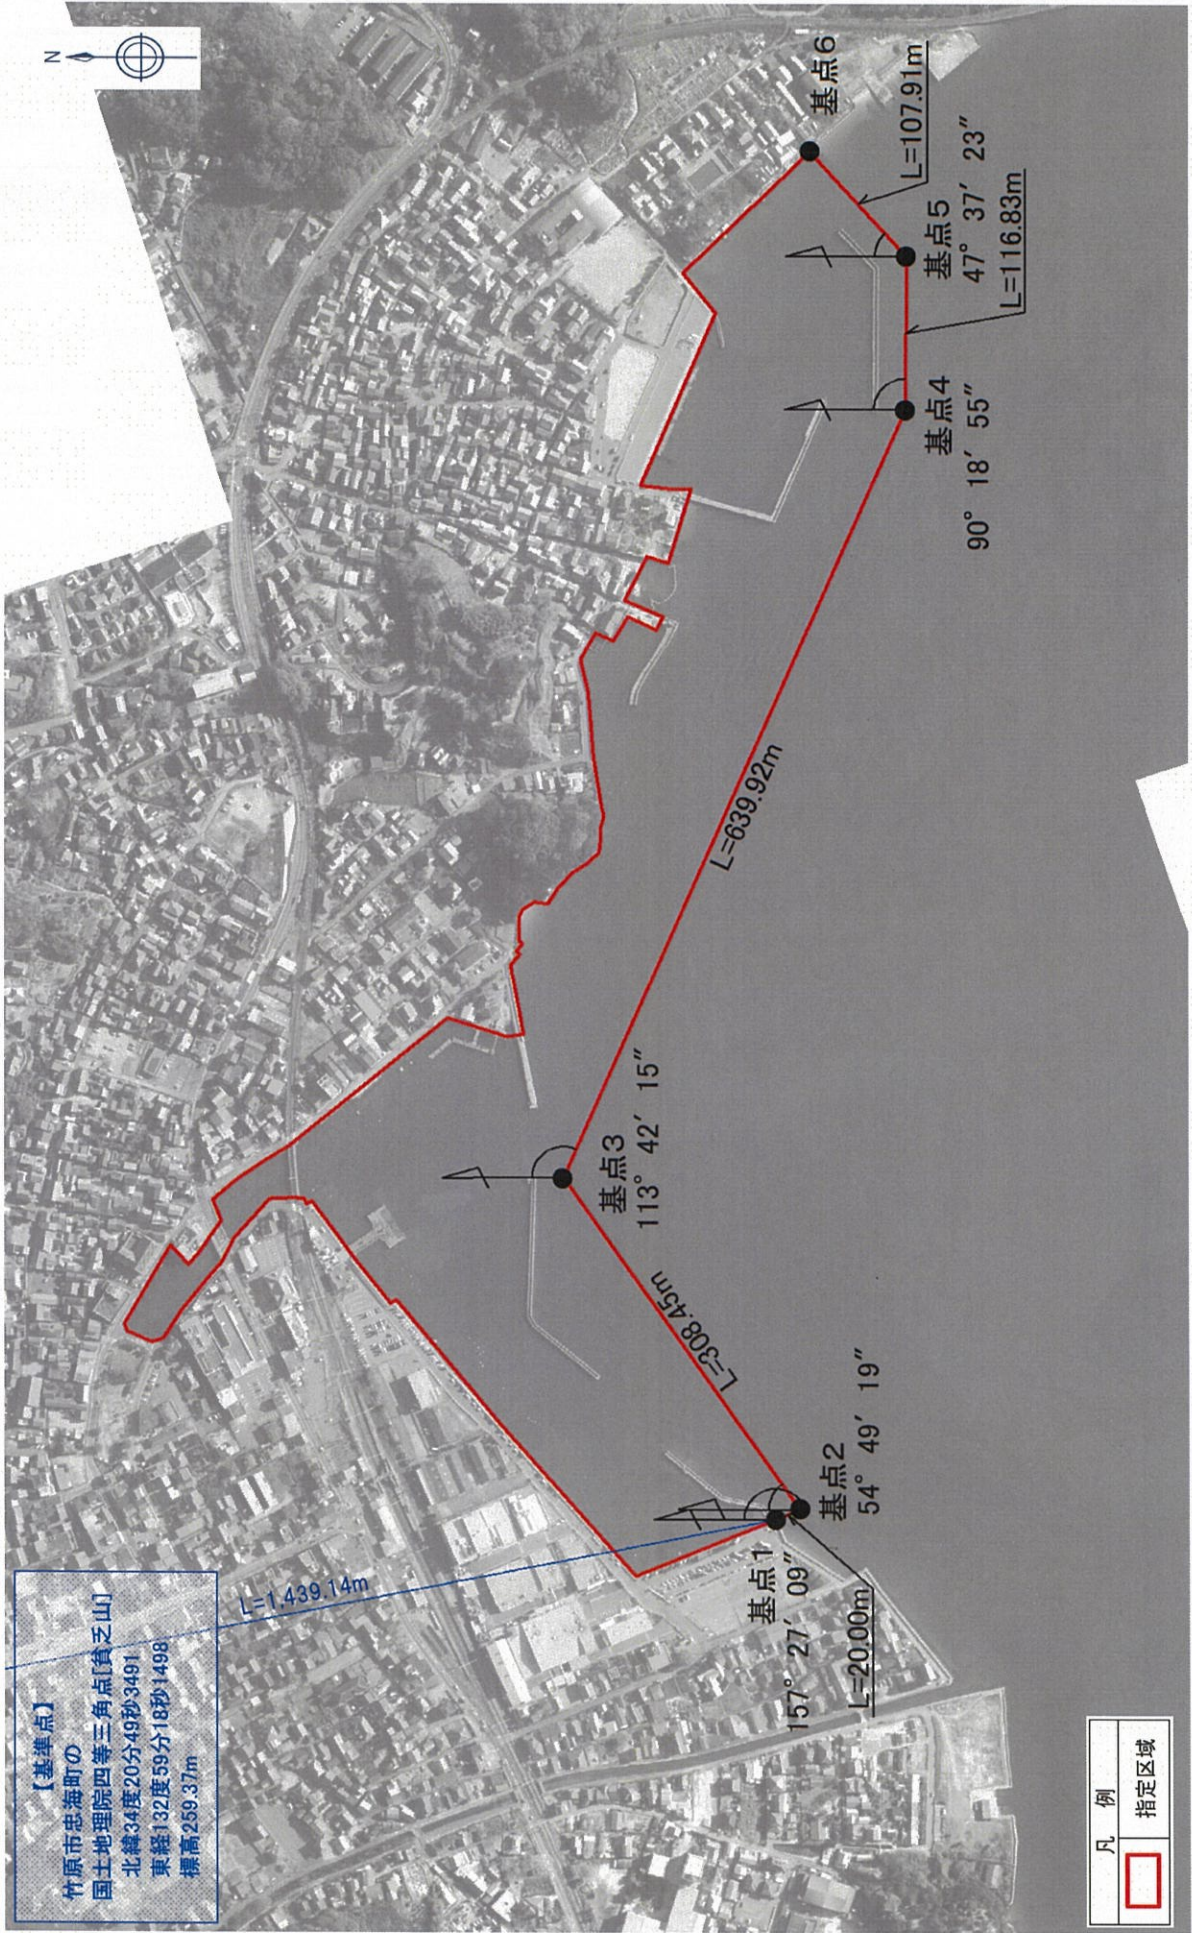 N
【基準点】
竹原市忠海町の
国土地理院四等三角点[貧乏山]
北緯34度20分49秒3491
東経132度59分18秒1498
標高259.37m
L=1,439.14m
基点1
157° 27′ 09″
L=20.00m
基点2
54° 49′ 19″
L=308.45m
基点3
113° 42′ 15″
L=639.92m
基点4
90° 18′ 55″
L=116.83m
基点5
47° 37′ 23″
L=107.91m
基点6
凡 例
指定区域